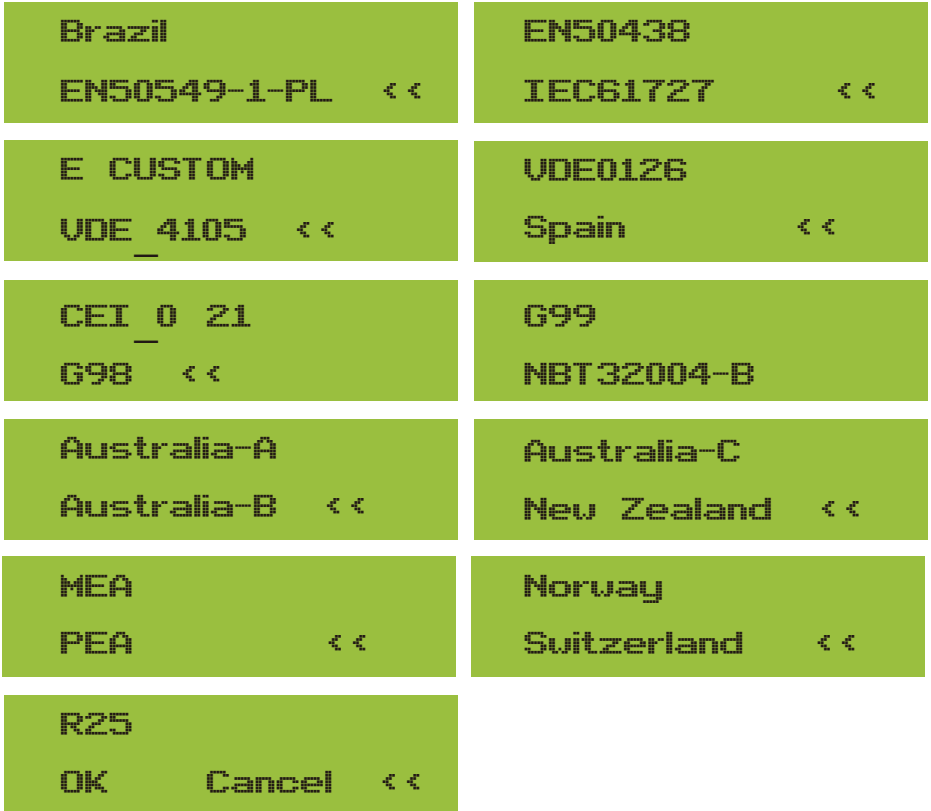 Brazil
EN50549-1-PL <<
EN50438
IEC61727 <<
E CUSTOM
VDE_4105 <<
VDE0126
Spain <<
CEI_0 21
G98 <<
G99
NBT32004-B
Australia-A
Australia-B <<
Australia-C
New Zealand <<
MEA
PEA <<
Norway
Switzerland <<
R25
OK Cancel <<